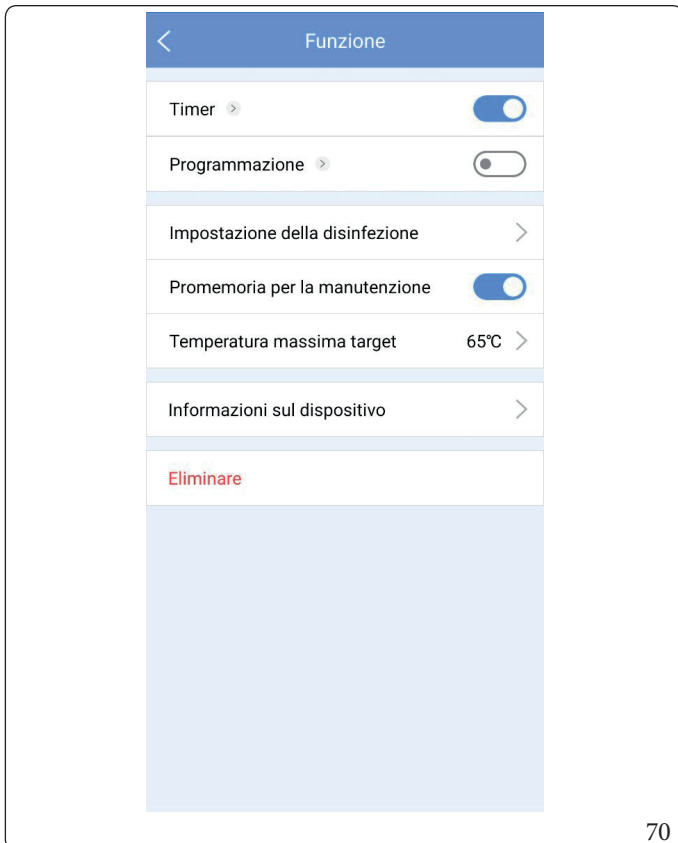 Funzione
Timer
Programmazione
Impostazione della disinfezione
Promemoria per la manutenzione
Temperatura massima target 65℃
Informazioni sul dispositivo
Eliminare
70